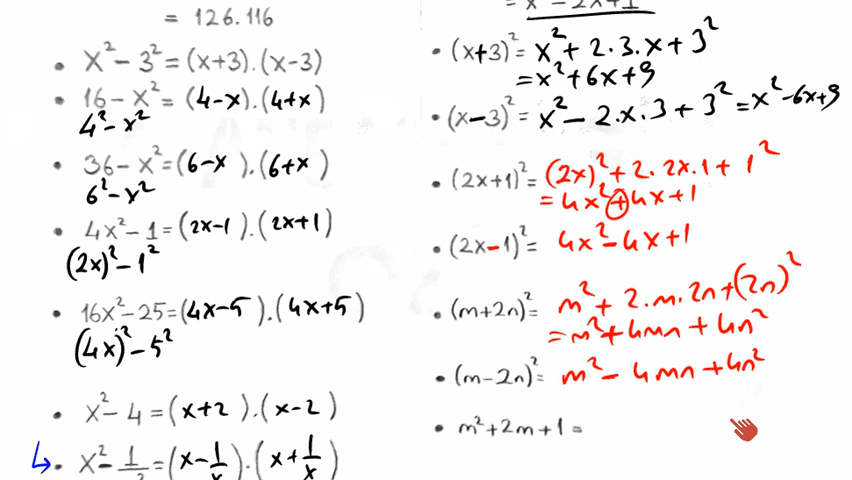 = 126.116
x² - 3² = (x+3).(x-3)
16 - x² = (4-x).(4+x)
4² - x²
36 - x² = (6-x).(6+x)
6² - x²
4x² - 1 = (2x-1).(2x+1)
(2x)² - 1²
16x² - 25 = (4x-5).(4x+5)
(4x)² - 5²
x² - 4 = (x+2).(x-2)
x² - 1 = (x - 1/x).(x + 1/x)
= x² - 2x + 1
(x+3)² = x² + 2.3.x + 3²
= x² + 6x + 9
(x-3)² = x² - 2.x.3 + 3² = x² - 6x + 9
(2x+1)² = (2x)² + 2.2x.1 + 1²
= 4x² + 4x + 1
(2x-1)² = 4x² - 4x + 1
(m+2n)² = m² + 2.m.2n + (2n)²
= m² + 4mn + 4n²
(m-2n)² = m² - 4mn + 4n²
m² + 2m + 1 =